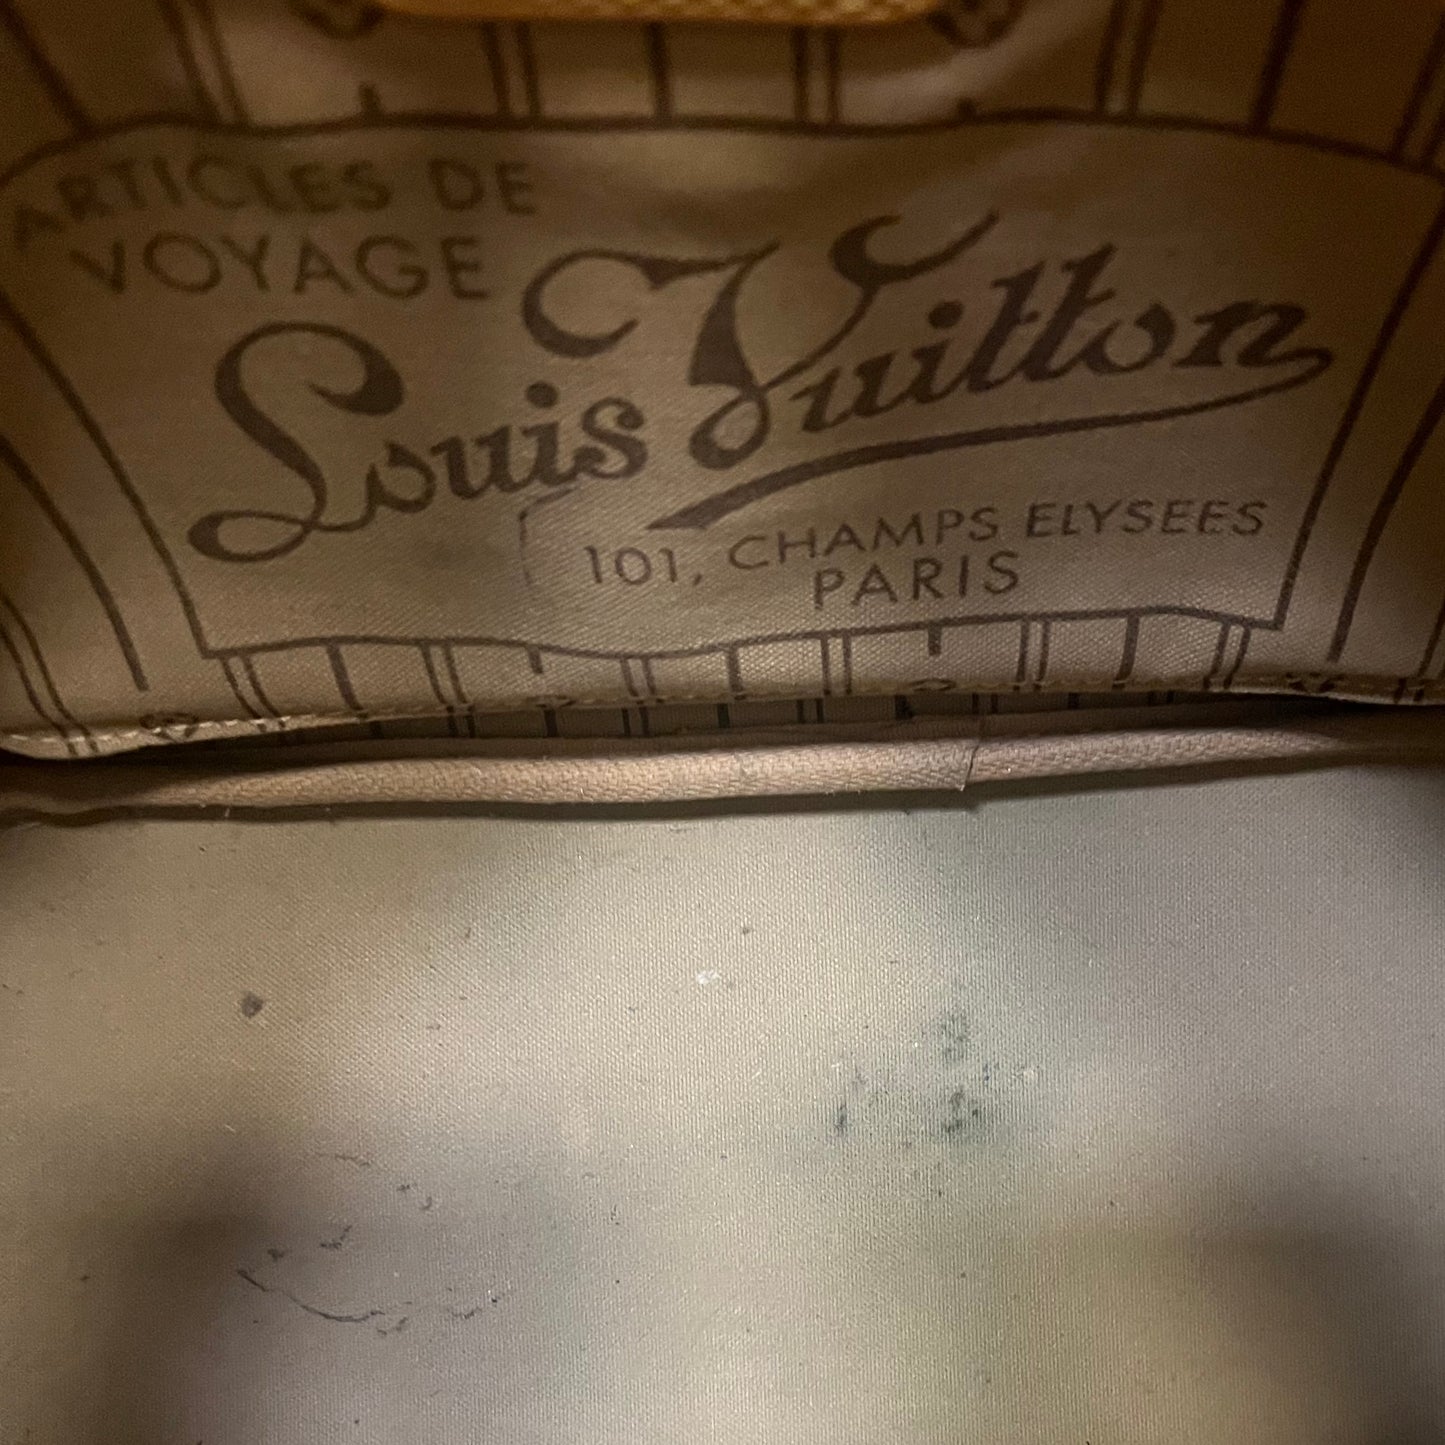 ARTICLES DE
VOYAGE
Louis Vuitton
101, CHAMPS ELYSEES
PARIS